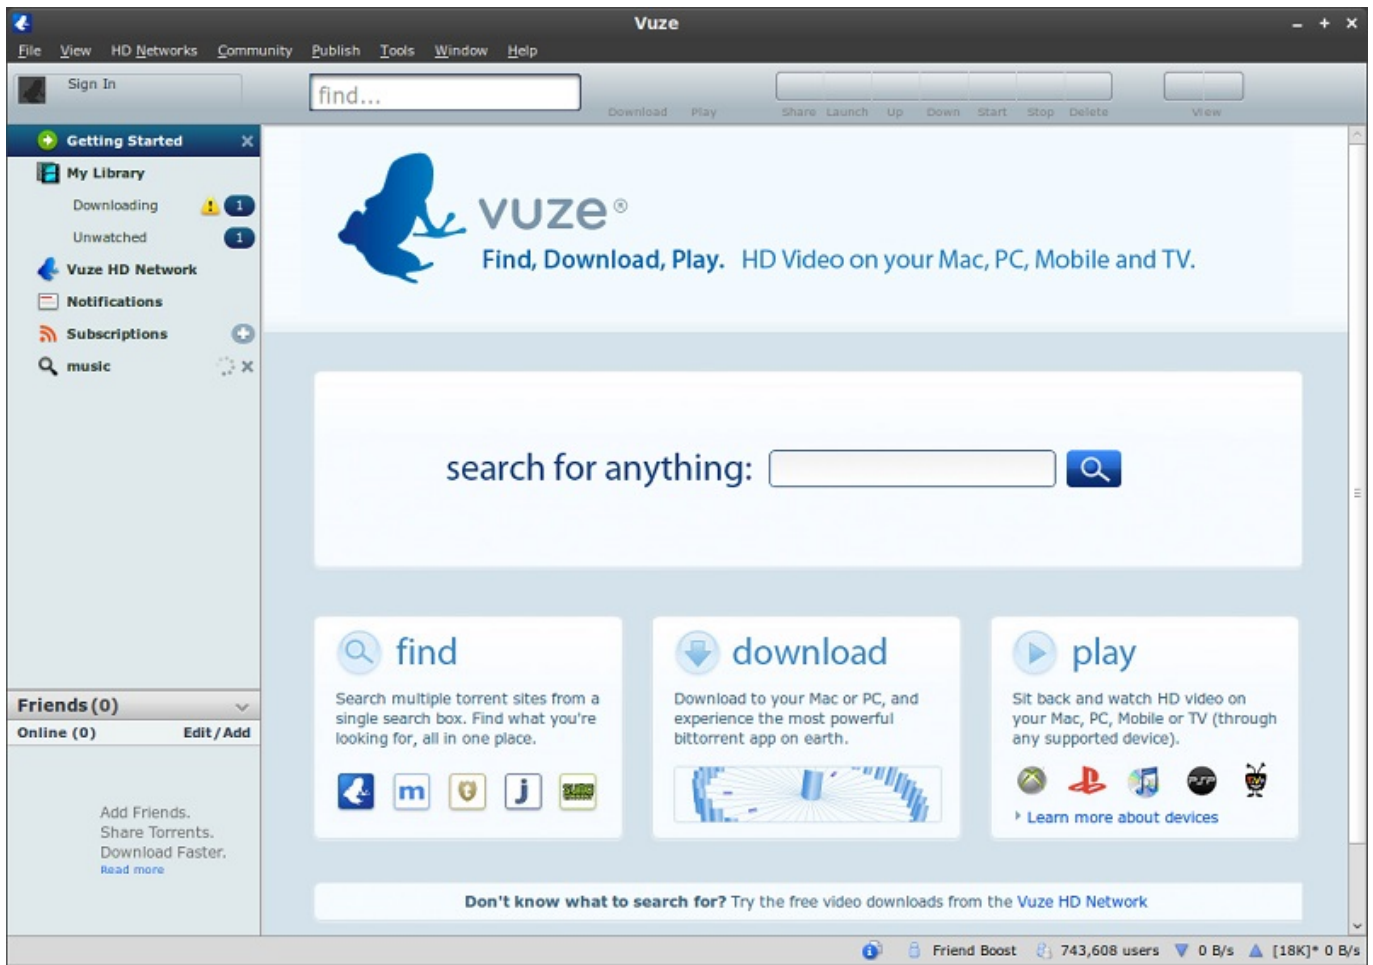 Vuze
File View HD Networks Community Publish Tools Window Help
Sign In
find...
Download Play Share Launch Up Down Start Stop Delete View
Getting Started
My Library
Downloading 1
Unwatched 1
Vuze HD Network
Notifications
Subscriptions
music
Friends (0)
Online (0) Edit/Add
Add Friends.
Share Torrents.
Download Faster.
Read more
vuze®
Find, Download, Play. HD Video on your Mac, PC, Mobile and TV.
search for anything:
find
Search multiple torrent sites from a
single search box. Find what you're
looking for, all in one place.
m t j
download
Download to your Mac or PC, and
experience the most powerful
bittorrent app on earth.
play
Sit back and watch HD video on
your Mac, PC, Mobile or TV (through
any supported device).
PSP TiVo
Learn more about devices
Don't know what to search for? Try the free video downloads from the Vuze HD Network
Friend Boost 743,608 users 0 B/s [18K]* 0 B/s